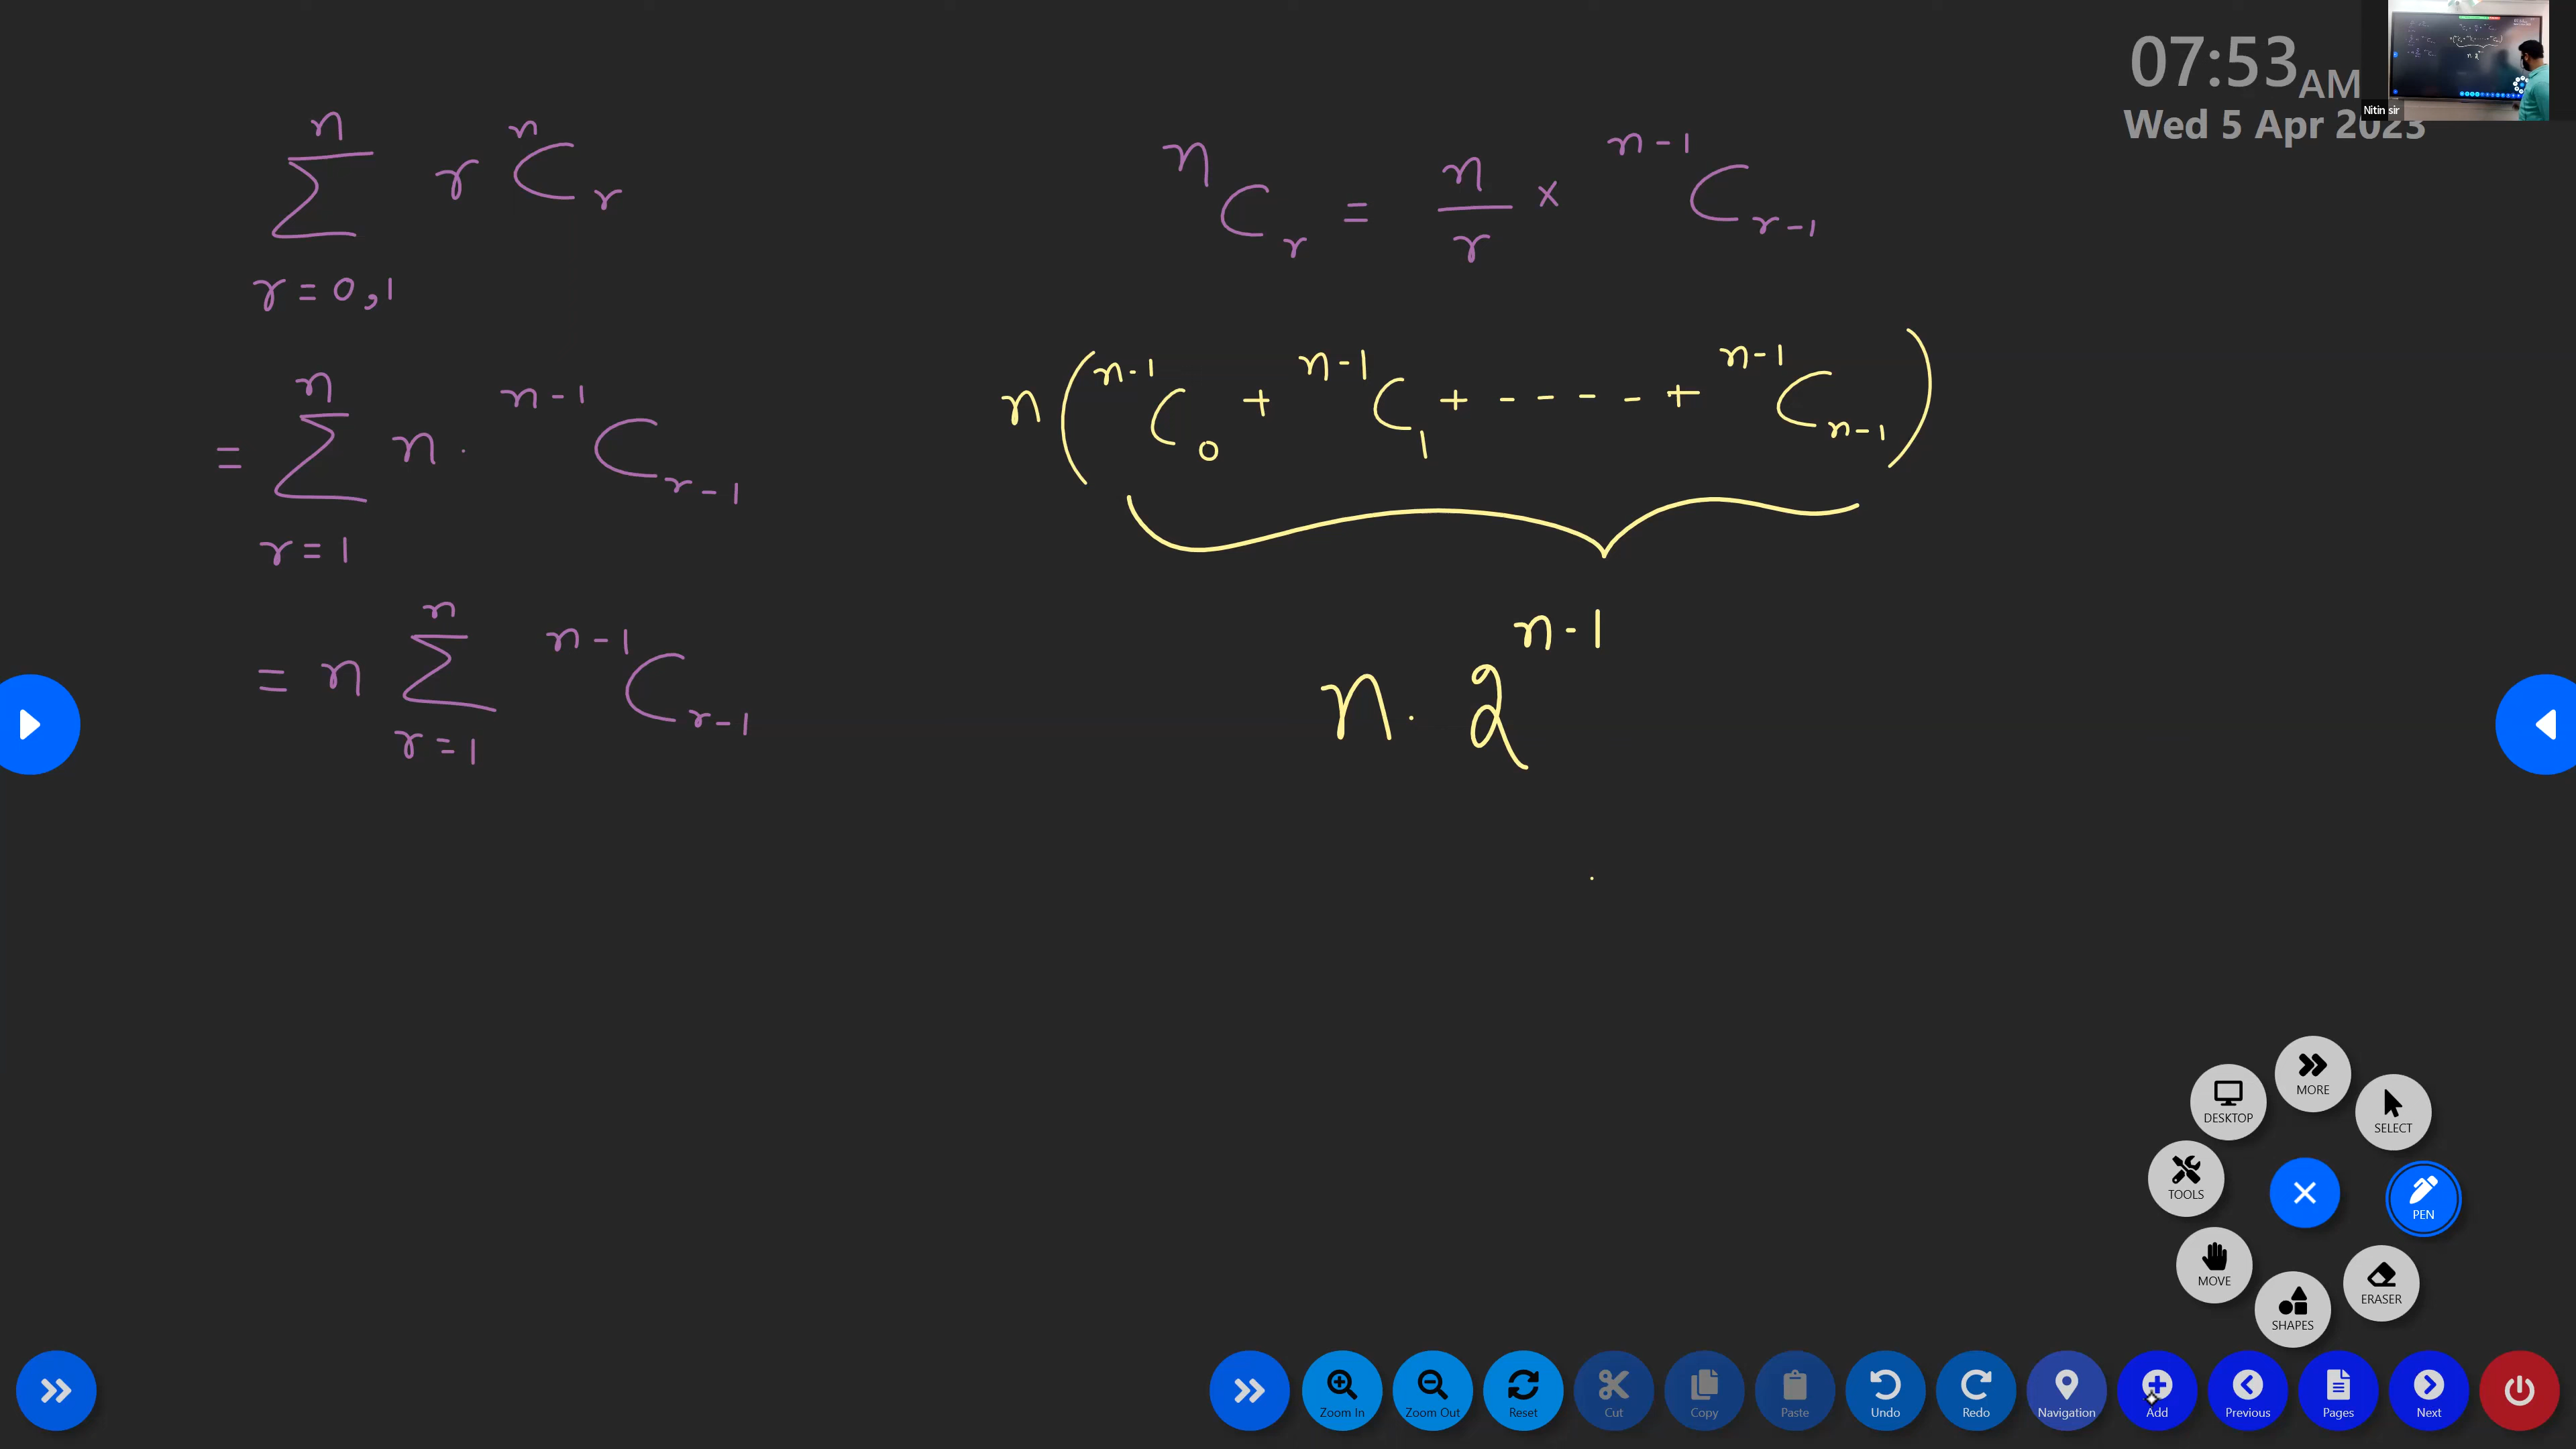 07:53 AM
Wed 5 Apr 2023
Nitin sir
n
∑ r ⁿCᵣ
r = 0,1
ⁿCᵣ = n/r × ⁿ⁻¹Cᵣ₋₁
n
= ∑ n · ⁿ⁻¹Cᵣ₋₁
r = 1
n
= n ∑ ⁿ⁻¹Cᵣ₋₁
r = 1
n(ⁿ⁻¹C₀ + ⁿ⁻¹C₁ + - - - - + ⁿ⁻¹Cₙ₋₁)
n · 2ⁿ⁻¹
MORE
DESKTOP
SELECT
TOOLS
PEN
MOVE
ERASER
SHAPES
Zoom In Zoom Out Reset Cut Copy Paste Undo Redo Navigation Add Previous Pages Next